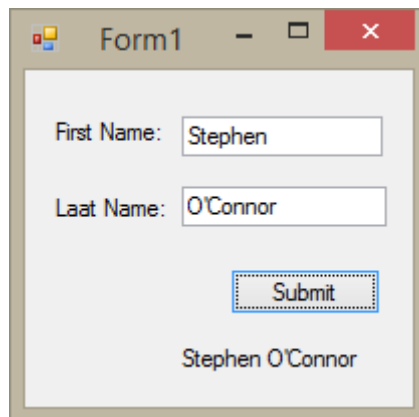 Form1
First Name: Stephen
Laat Name: O'Connor
Submit
Stephen O'Connor